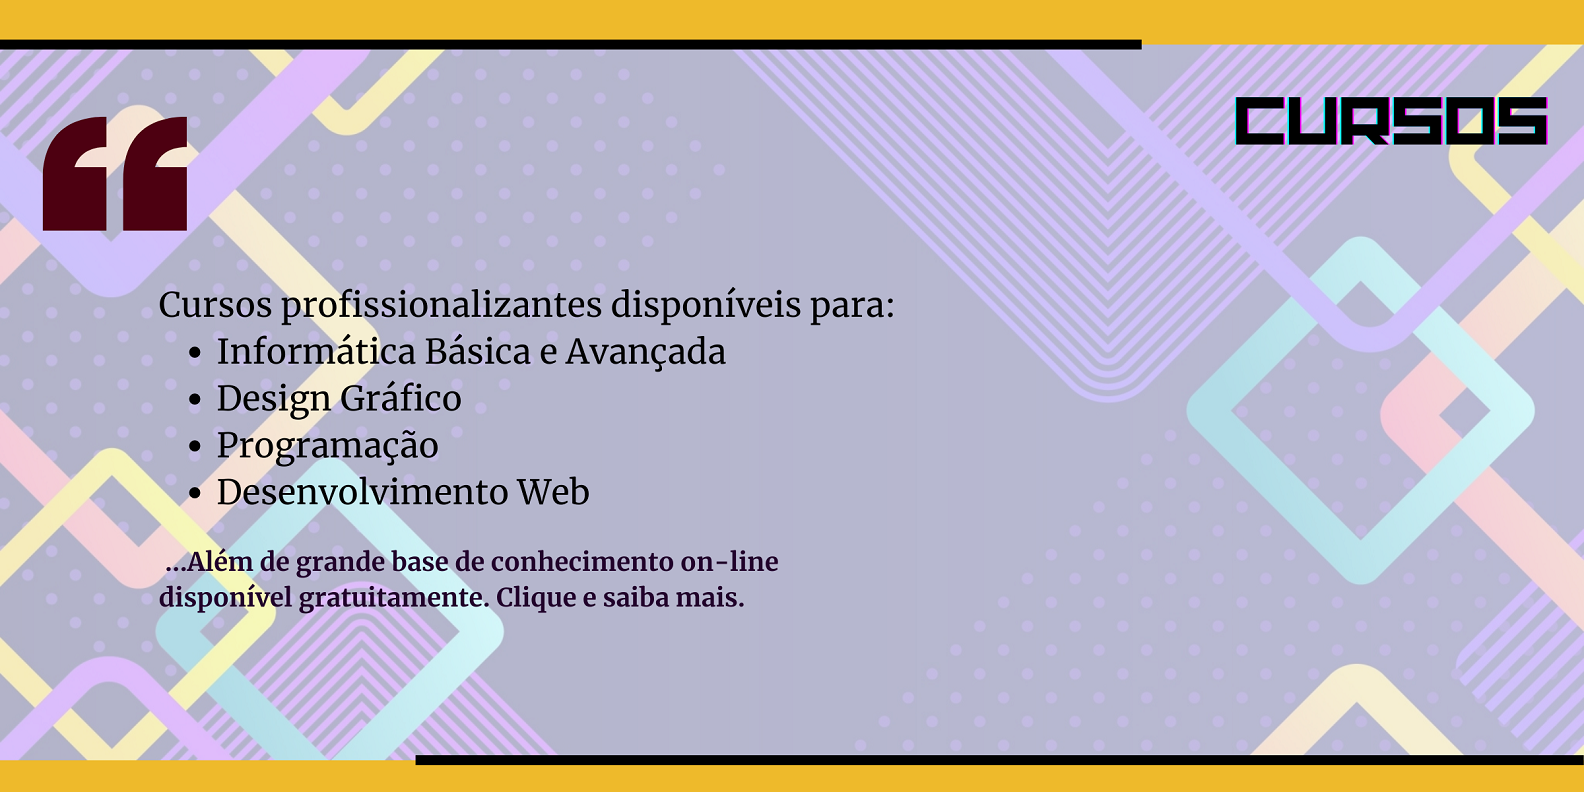 CURSOS
Cursos profissionalizantes disponíveis para:
• Informática Básica e Avançada
• Design Gráfico
• Programação
• Desenvolvimento Web
...Além de grande base de conhecimento on-line
disponível gratuitamente. Clique e saiba mais.